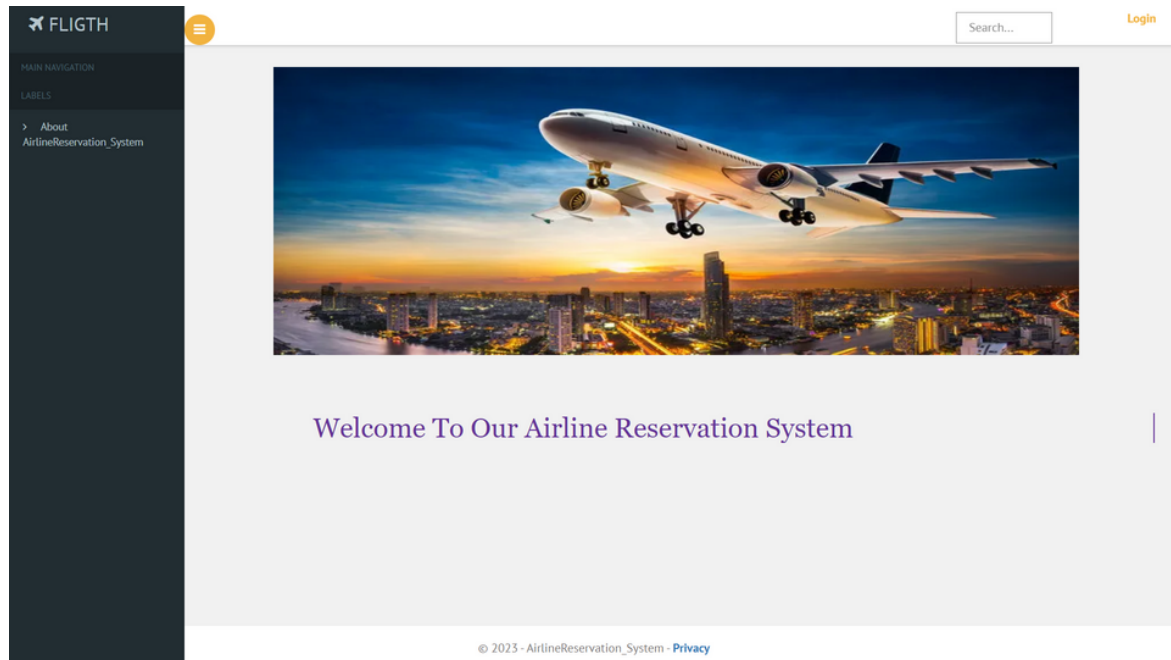 FLIGTH
Search...
Login
MAIN NAVIGATION
LABELS
> About
AirlineReservation_System
Welcome To Our Airline Reservation System
© 2023 - AirlineReservation_System - Privacy